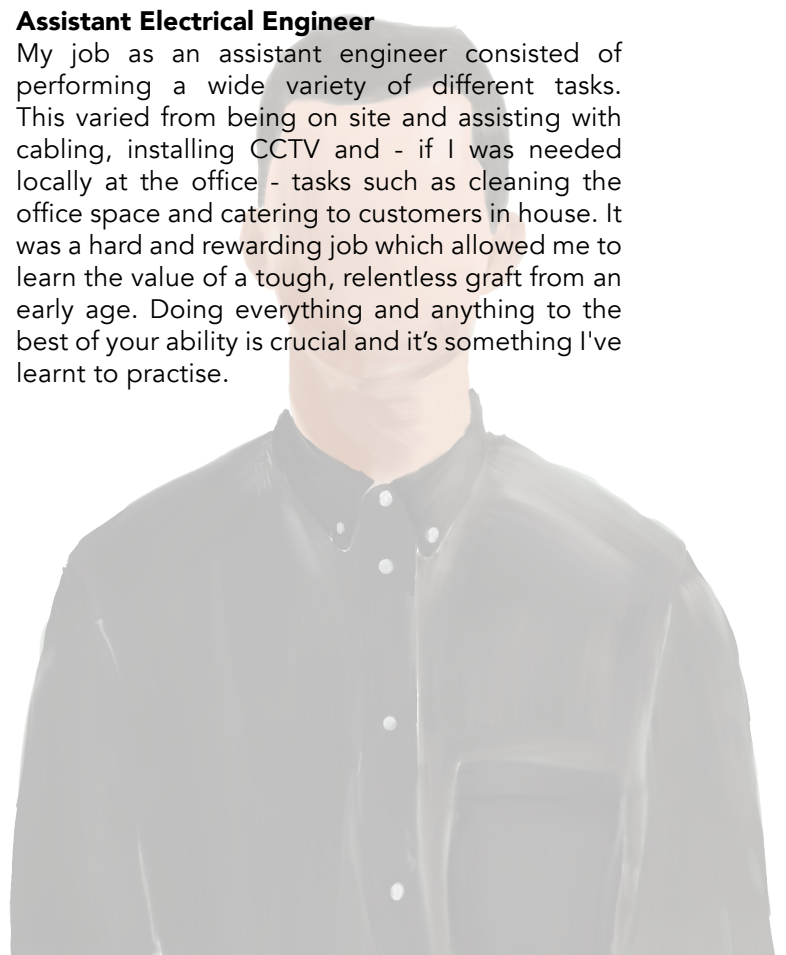 Assistant Electrical Engineer
My job as an assistant engineer consisted of
performing a wide variety of different tasks.
This varied from being on site and assisting with
cabling, installing CCTV and - if I was needed
locally at the office - tasks such as cleaning the
office space and catering to customers in house. It
was a hard and rewarding job which allowed me to
learn the value of a tough, relentless graft from an
early age. Doing everything and anything to the
best of your ability is crucial and it’s something I've
learnt to practise.